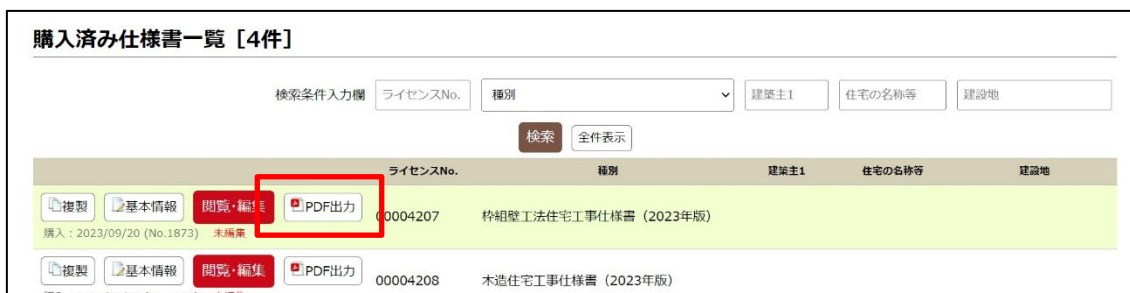 購入済み仕様書一覧［4件］
検索条件入力欄 ライセンスNo. 種別 建築主1 住宅の名称等 建設地
検索 全件表示
ライセンスNo. 種別 建築主1 住宅の名称等 建設地
複製 基本情報 閲覧・編集 PDF出力 00004207 枠組壁工法住宅工事仕様書（2023年版）
購入：2023/09/20 (No.1873) 未編集
複製 基本情報 閲覧・編集 PDF出力 00004208 木造住宅工事仕様書（2023年版）